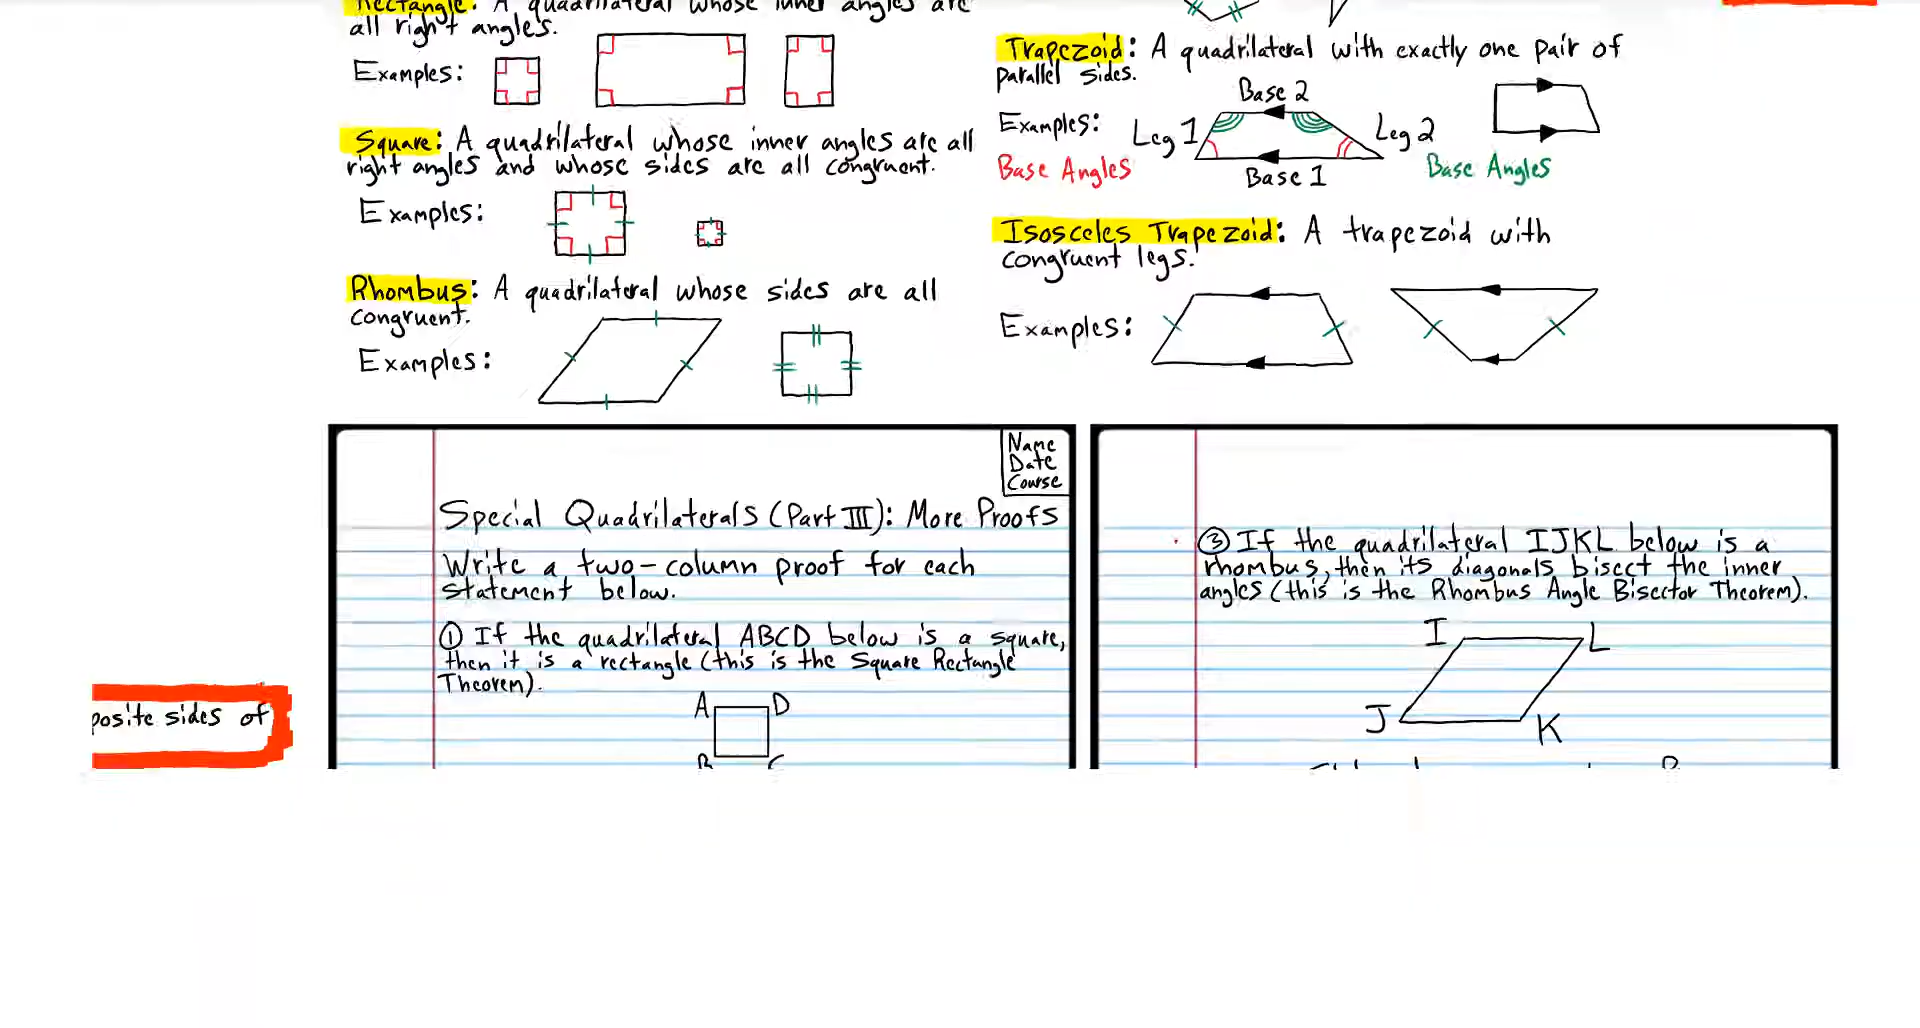 Rectangle: A quadrilateral whose inner angles are
all right angles.
Examples:
Square: A quadrilateral whose inner angles are all
right angles and whose sides are all congruent.
Examples:
Rhombus: A quadrilateral whose sides are all
congruent.
Examples:
Trapezoid: A quadrilateral with exactly one pair of
parallel sides.
Base 2
Examples: Leg 1 Leg 2
Base Angles Base 1 Base Angles
Isosceles Trapezoid: A trapezoid with
congruent legs.
Examples:
posite sides of
Name
Date
Course
Special Quadrilaterals (Part III): More Proofs
Write a two-column proof for each
statement below.
① If the quadrilateral ABCD below is a square,
then it is a rectangle (this is the Square Rectangle
Theorem).
A D
B C
③ If the quadrilateral IJKL below is a
rhombus, then its diagonals bisect the inner
angles (this is the Rhombus Angle Bisector Theorem).
I L
J K